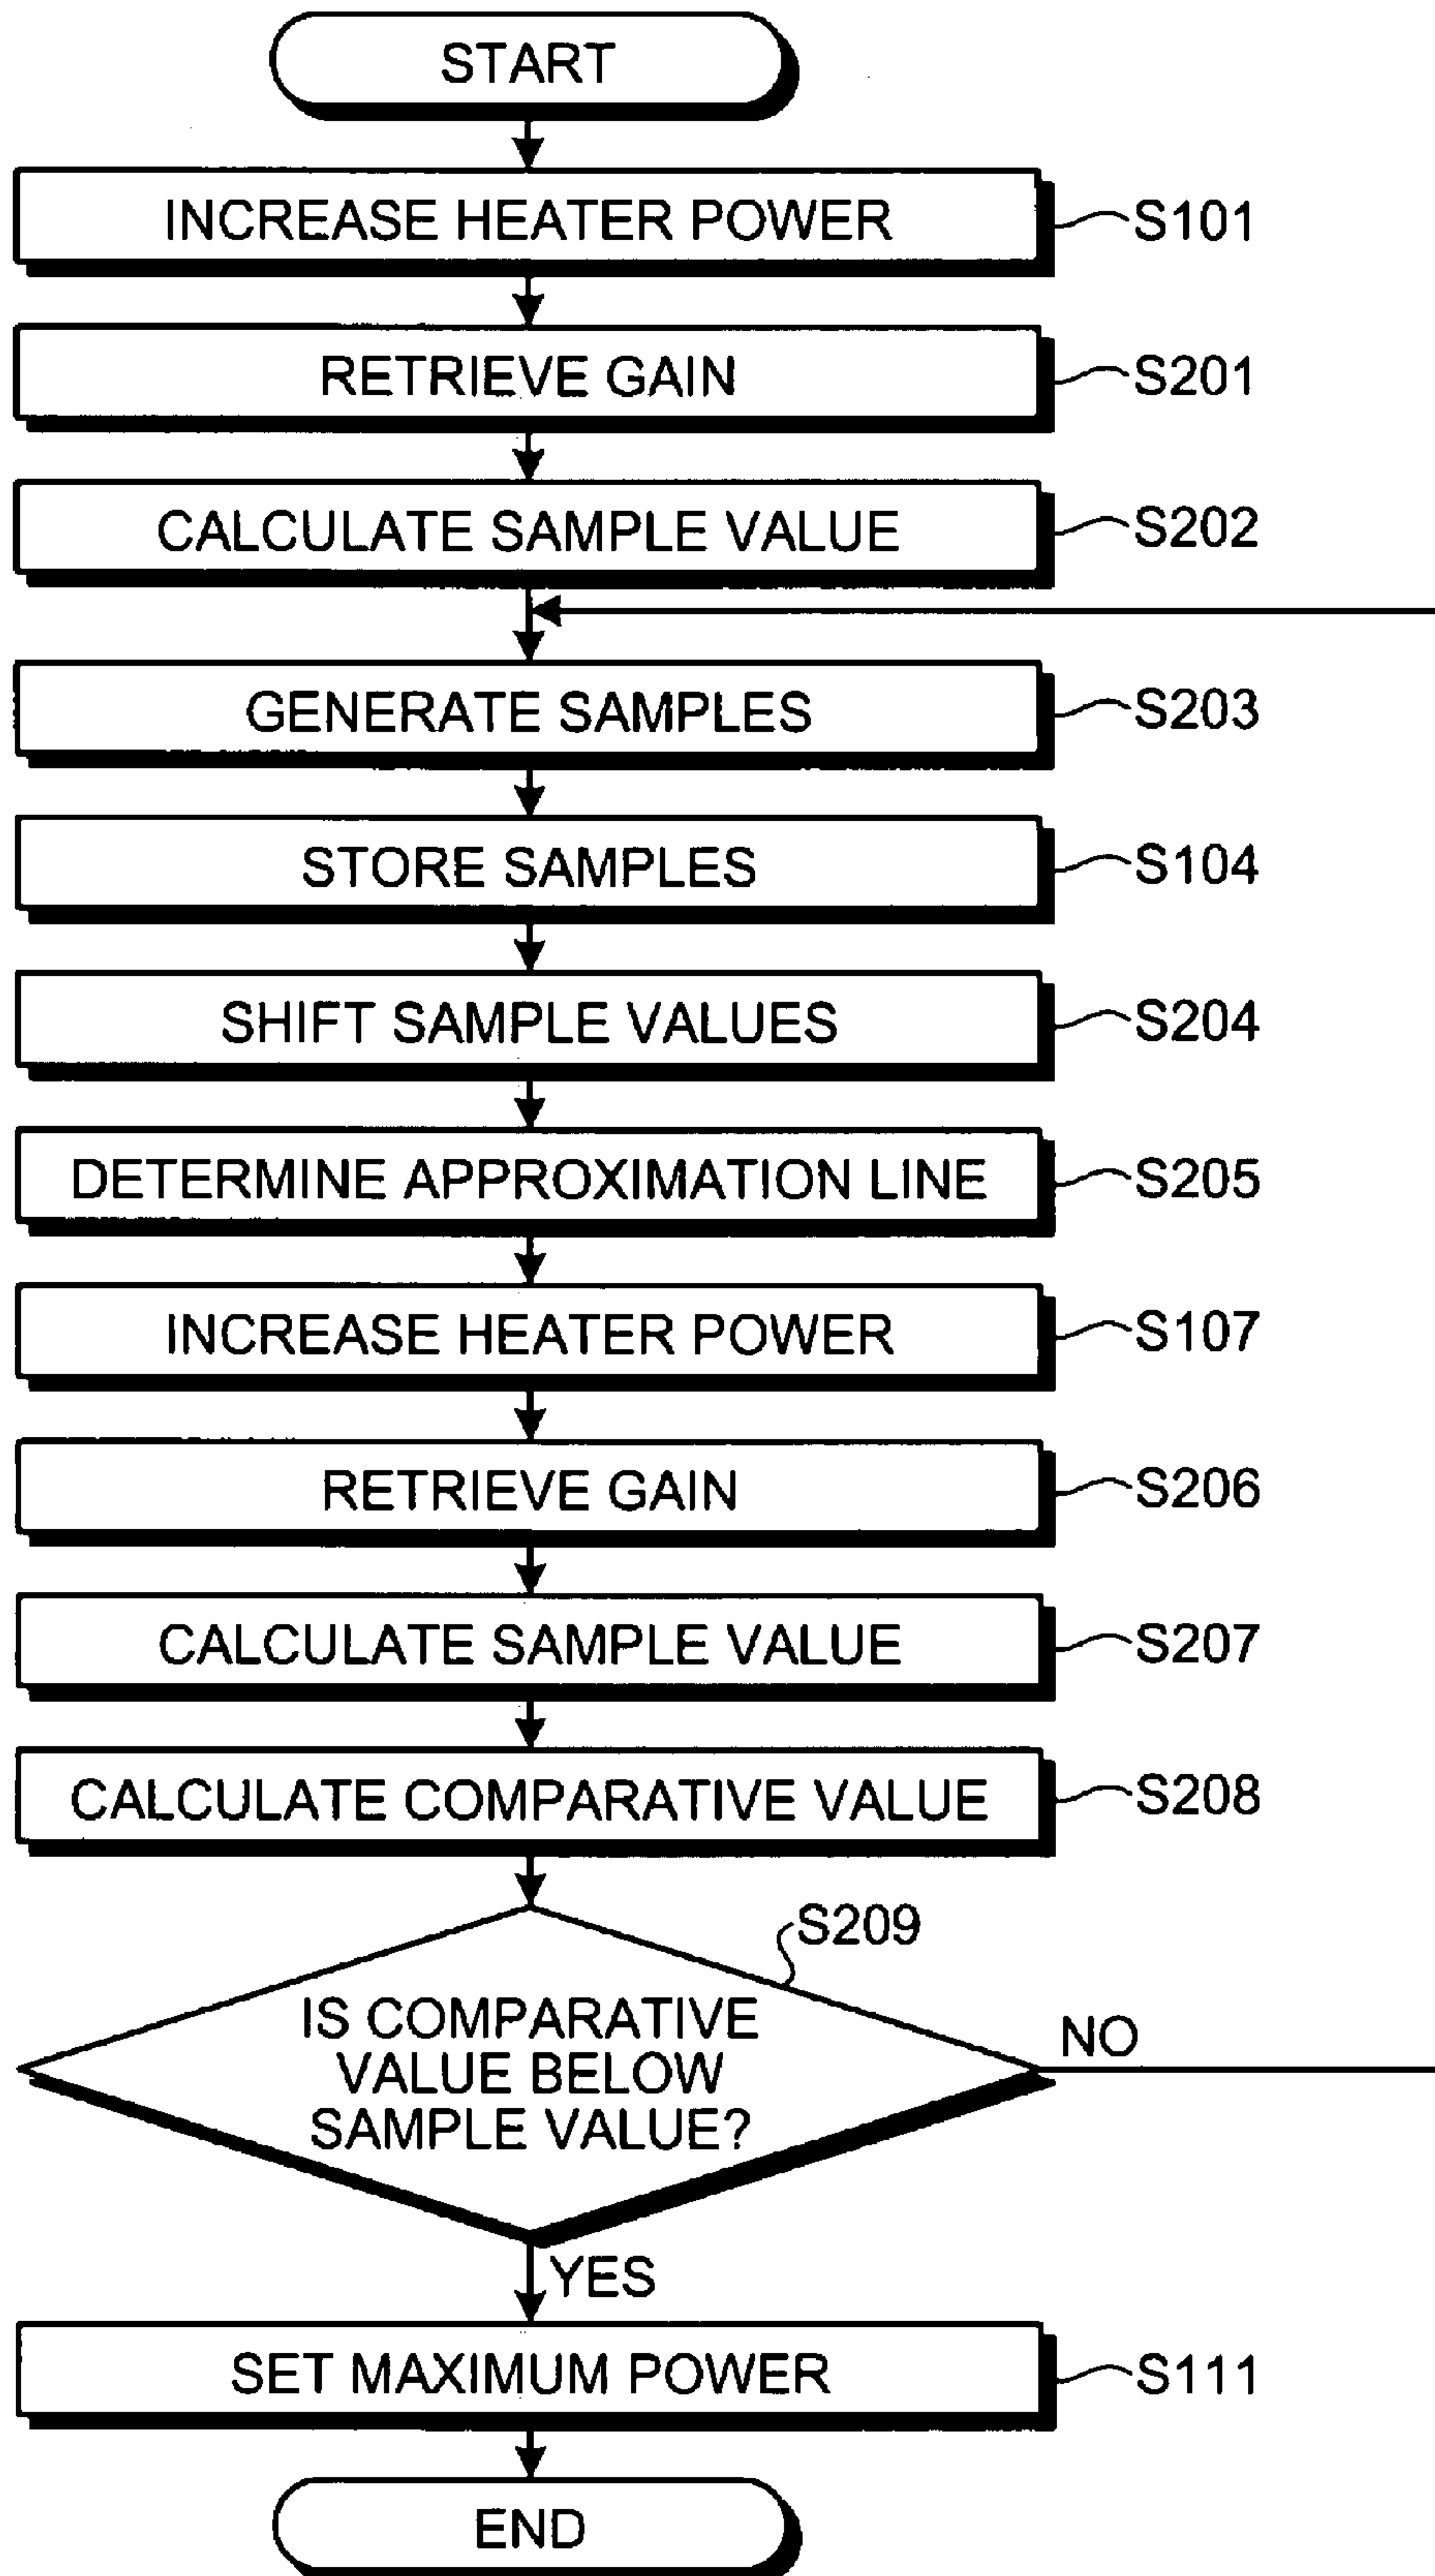 START
INCREASE HEATER POWER
S101
RETRIEVE GAIN
S201
CALCULATE SAMPLE VALUE
S202
GENERATE SAMPLES
S203
STORE SAMPLES
S104
SHIFT SAMPLE VALUES
S204
DETERMINE APPROXIMATION LINE
S205
INCREASE HEATER POWER
S107
RETRIEVE GAIN
S206
CALCULATE SAMPLE VALUE
S207
CALCULATE COMPARATIVE VALUE
S208
S209
IS COMPARATIVE
VALUE BELOW
SAMPLE VALUE?
NO
YES
SET MAXIMUM POWER
S111
END